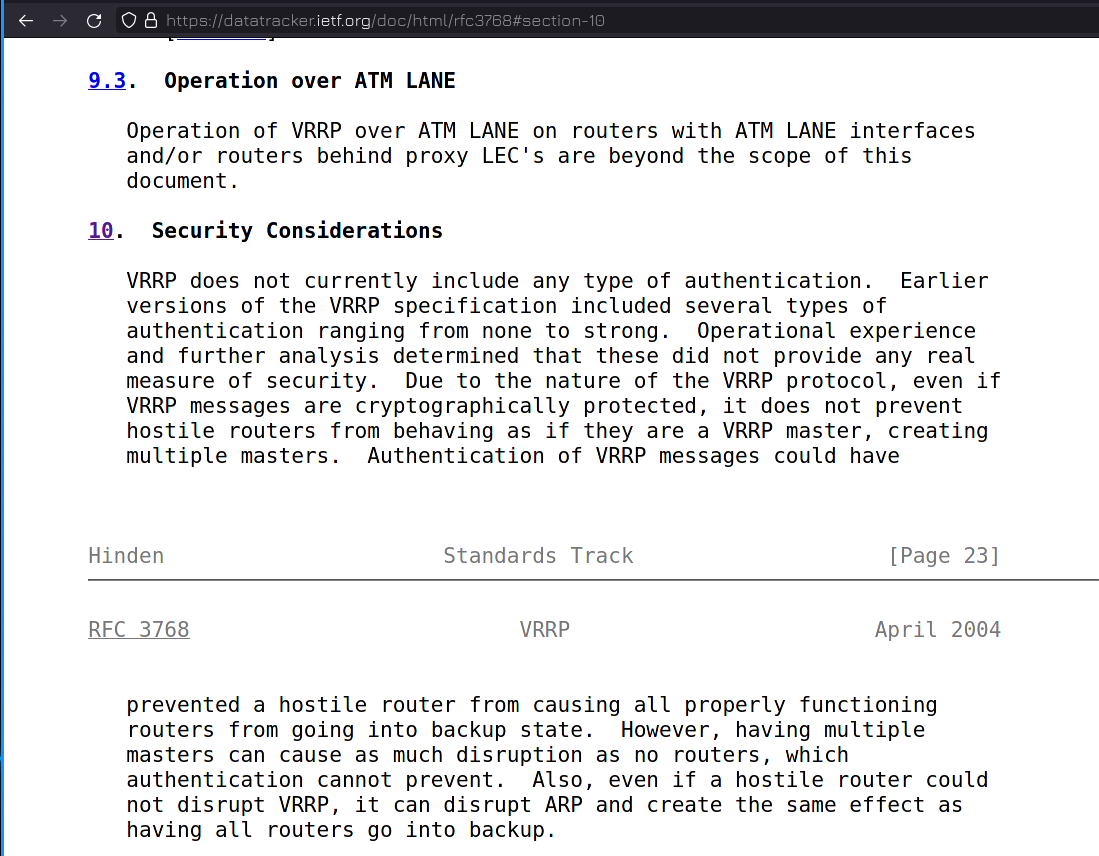 https://datatracker.ietf.org/doc/html/rfc3768#section-10
9.3. Operation over ATM LANE
Operation of VRRP over ATM LANE on routers with ATM LANE interfaces
and/or routers behind proxy LEC's are beyond the scope of this
document.
10. Security Considerations
VRRP does not currently include any type of authentication. Earlier
versions of the VRRP specification included several types of
authentication ranging from none to strong. Operational experience
and further analysis determined that these did not provide any real
measure of security. Due to the nature of the VRRP protocol, even if
VRRP messages are cryptographically protected, it does not prevent
hostile routers from behaving as if they are a VRRP master, creating
multiple masters. Authentication of VRRP messages could have
Hinden Standards Track [Page 23]
RFC 3768 VRRP April 2004
prevented a hostile router from causing all properly functioning
routers from going into backup state. However, having multiple
masters can cause as much disruption as no routers, which
authentication cannot prevent. Also, even if a hostile router could
not disrupt VRRP, it can disrupt ARP and create the same effect as
having all routers go into backup.